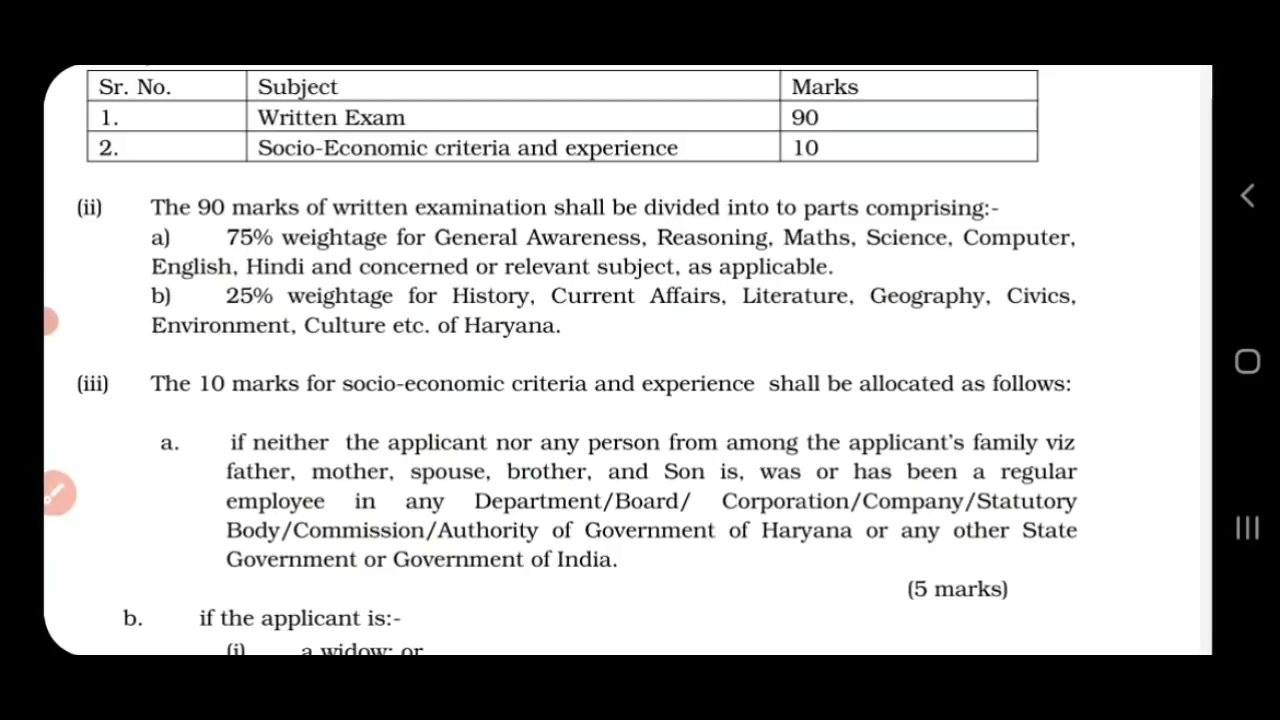 Sr. No. Subject Marks
1. Written Exam 90
2. Socio-Economic criteria and experience 10
(ii) The 90 marks of written examination shall be divided into to parts comprising:-
a) 75% weightage for General Awareness, Reasoning, Maths, Science, Computer,
English, Hindi and concerned or relevant subject, as applicable.
b) 25% weightage for History, Current Affairs, Literature, Geography, Civics,
Environment, Culture etc. of Haryana.
(iii) The 10 marks for socio-economic criteria and experience shall be allocated as follows:
a. if neither the applicant nor any person from among the applicant's family viz
father, mother, spouse, brother, and Son is, was or has been a regular
employee in any Department/Board/ Corporation/Company/Statutory
Body/Commission/Authority of Government of Haryana or any other State
Government or Government of India.
(5 marks)
b. if the applicant is:-
(i) a widow; or